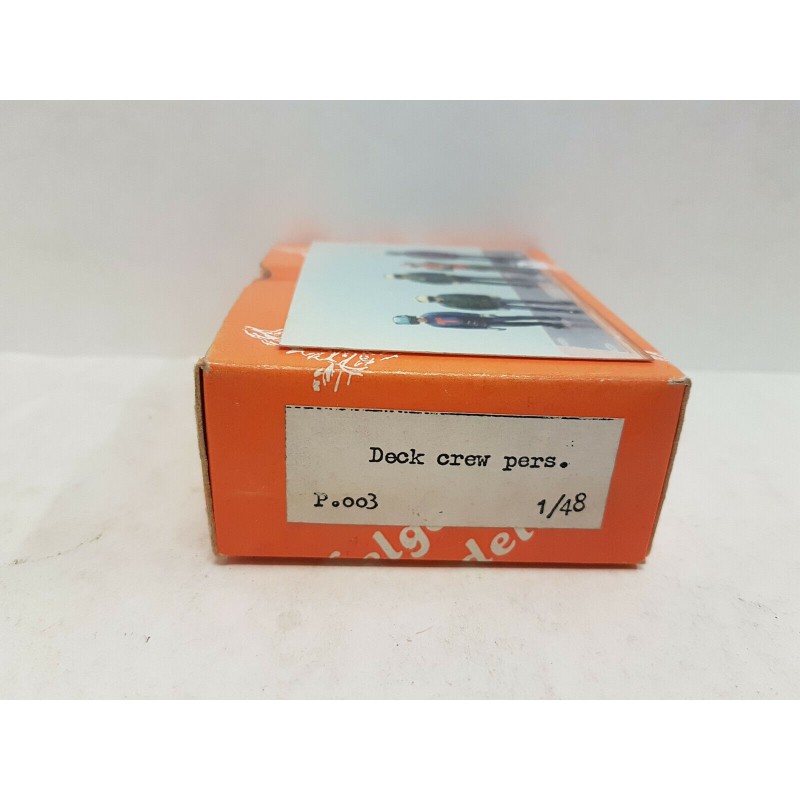 Deck crew pers.
P.003 1/48